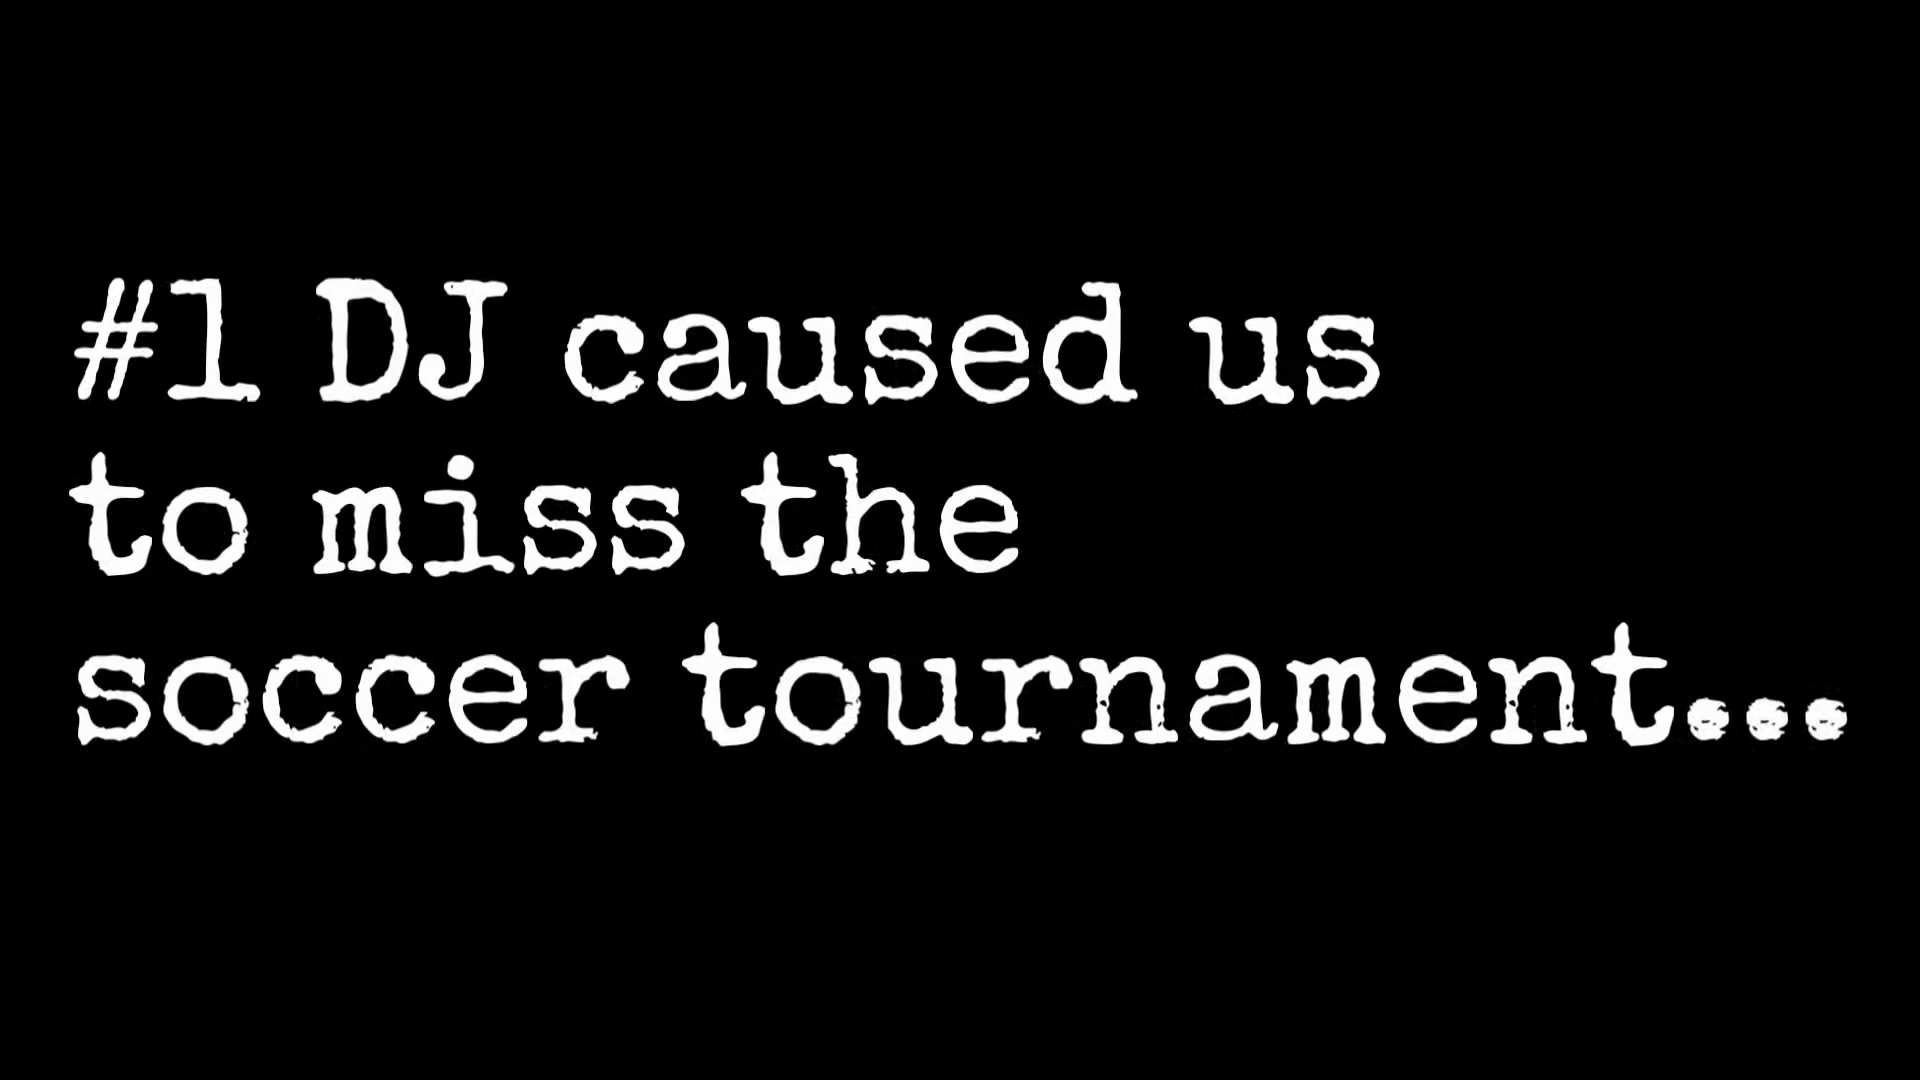 #1 DJ caused us
to miss the
soccer tournament...